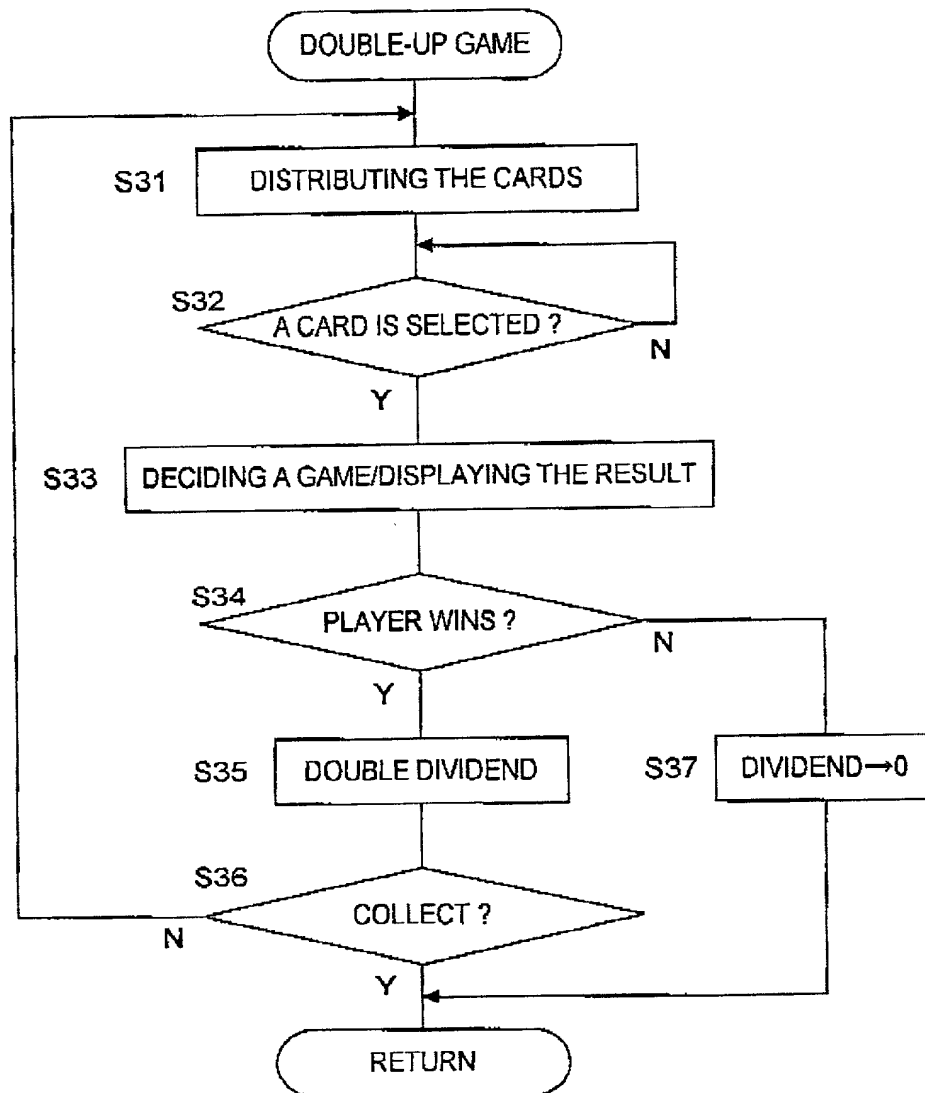 DOUBLE-UP GAME
S31
DISTRIBUTING THE CARDS
S32
A CARD IS SELECTED ?
N
Y
S33
DECIDING A GAME/DISPLAYING THE RESULT
S34
PLAYER WINS ?
N
Y
S35
DOUBLE DIVIDEND
S37
DIVIDEND→0
S36
COLLECT ?
N
Y
RETURN